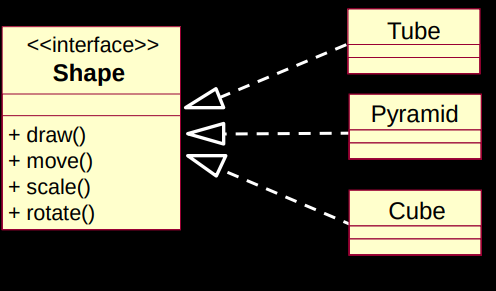 <<interface>>
Shape
+ draw()
+ move()
+ scale()
+ rotate()
Tube
Pyramid
Cube